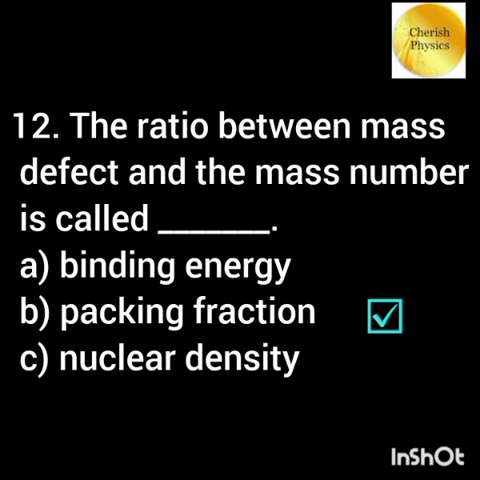 Cherish
Physics
12. The ratio between mass
defect and the mass number
is called _______.
a) binding energy
b) packing fraction
c) nuclear density
InShOt